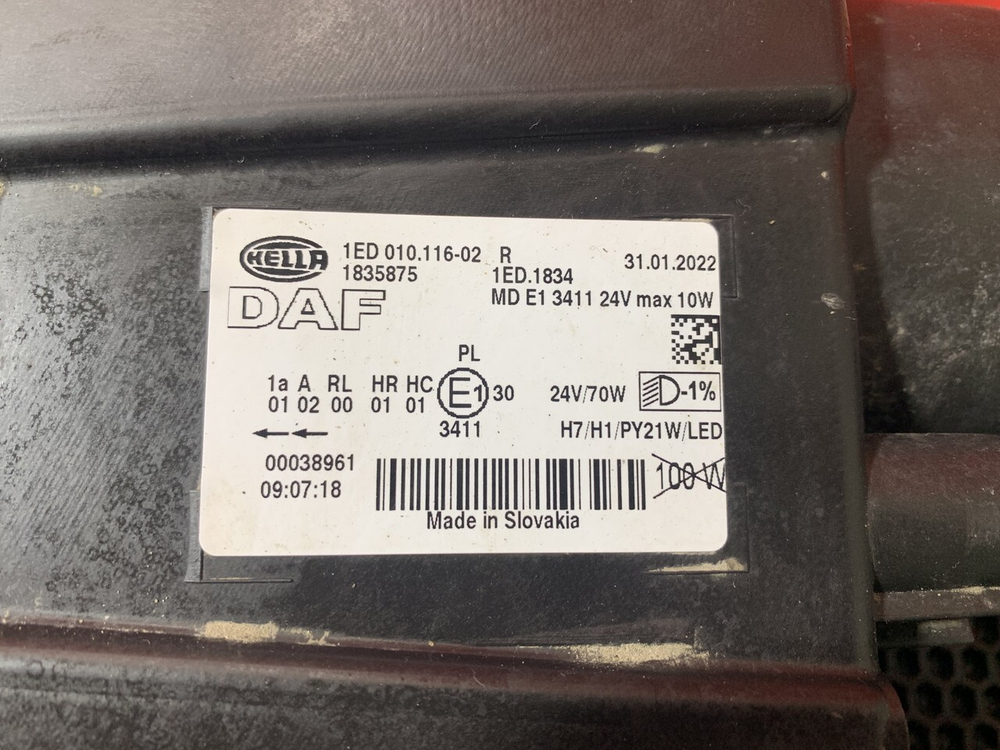 HELLA
1ED 010.116-02 R
31.01.2022
1835875
1ED.1834
DAF
MD E1 3411 24V max 10W
PL
1a A RL HR HC
01 02 00 01 01
E1 30
24V/70W
D-1%
3411
H7/H1/PY21W/LED
00038961
100 W
09:07:18
Made in Slovakia